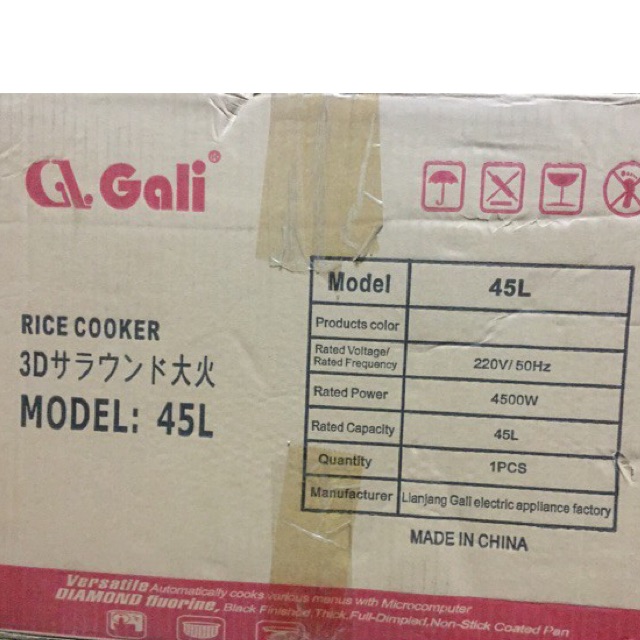 Gali®
RICE COOKER
3Dサラウンド大火
MODEL: 45L
Model 45L
Products color
Rated Voltage/
Rated Frequency 220V/50Hz
Rated Power 4500W
Rated Capacity 45L
Quantity 1PCS
Manufacturer Lianjang Gali electric appliance factory
MADE IN CHINA
Versatile Automatically cooks various menus with Microcomputer
DIAMOND fluorine, Black Finished Thick, Full-Dimpled, Non-Stick Coated Pan